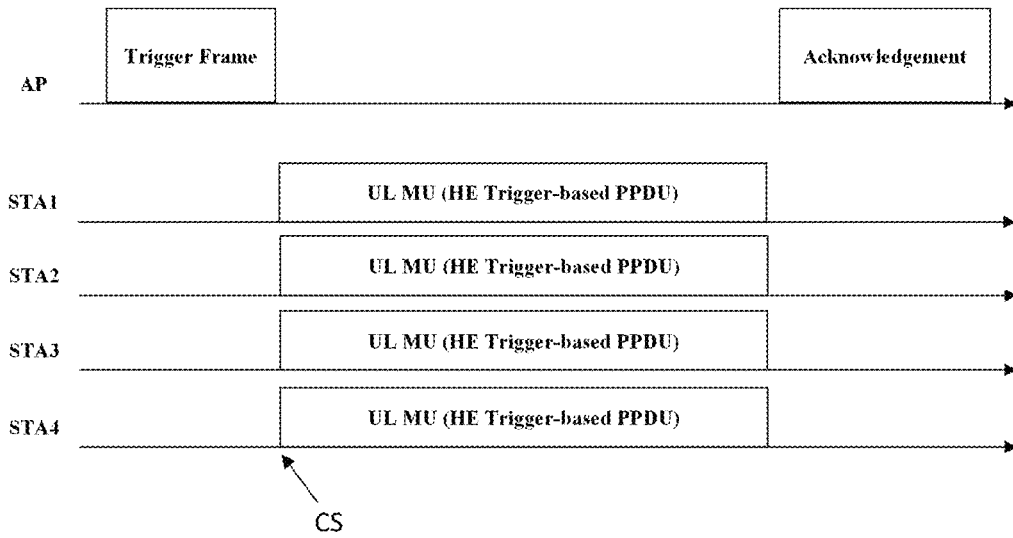 Trigger Frame
Acknowledgement
AP
STA1
UL MU (HE Trigger-based PPDU)
STA2
UL MU (HE Trigger-based PPDU)
STA3
UL MU (HE Trigger-based PPDU)
STA4
UL MU (HE Trigger-based PPDU)
CS